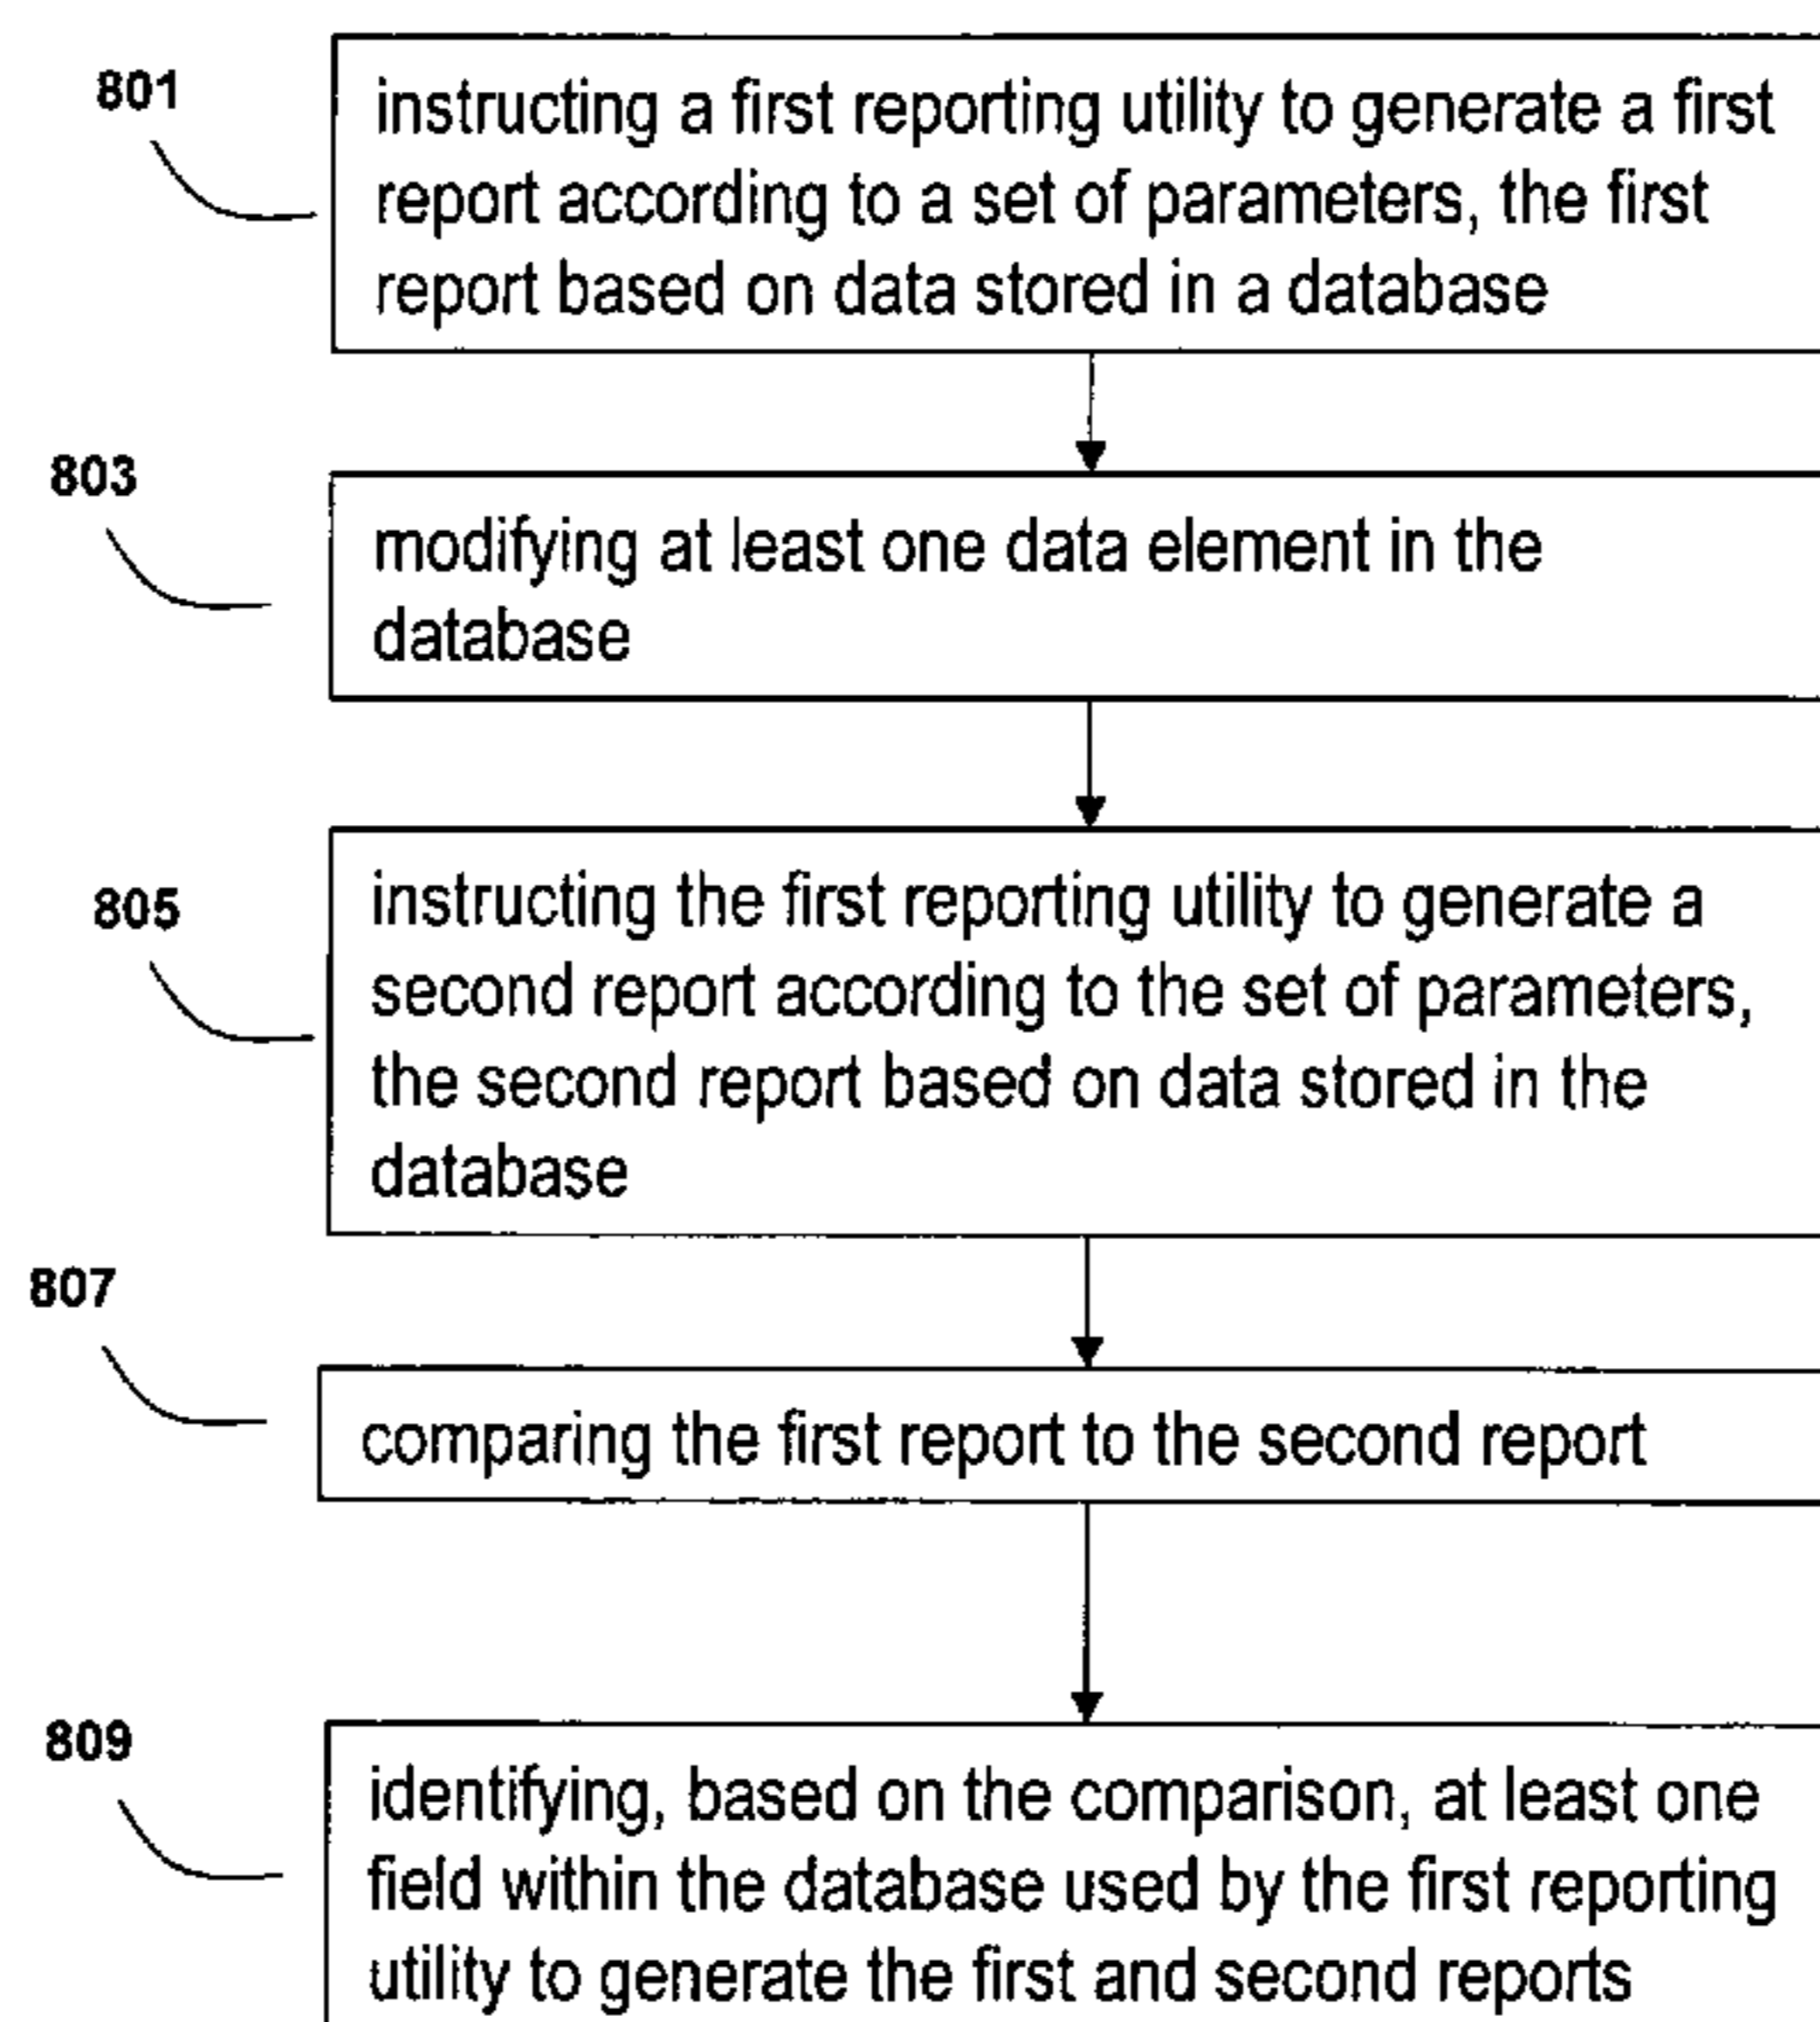 801
instructing a first reporting utility to generate a first
report according to a set of parameters, the first
report based on data stored in a database
803
modifying at least one data element in the
database
805
instructing the first reporting utility to generate a
second report according to the set of parameters,
the second report based on data stored in the
database
807
comparing the first report to the second report
809
identifying, based on the comparison, at least one
field within the database used by the first reporting
utility to generate the first and second reports